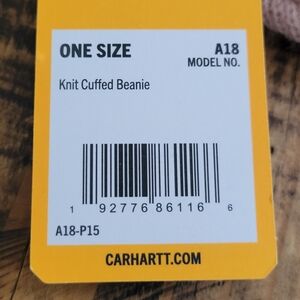 ONE SIZE
A18
MODEL NO.
Knit Cuffed Beanie
1 92776 86116 6
A18-P15
CARHARTT.COM